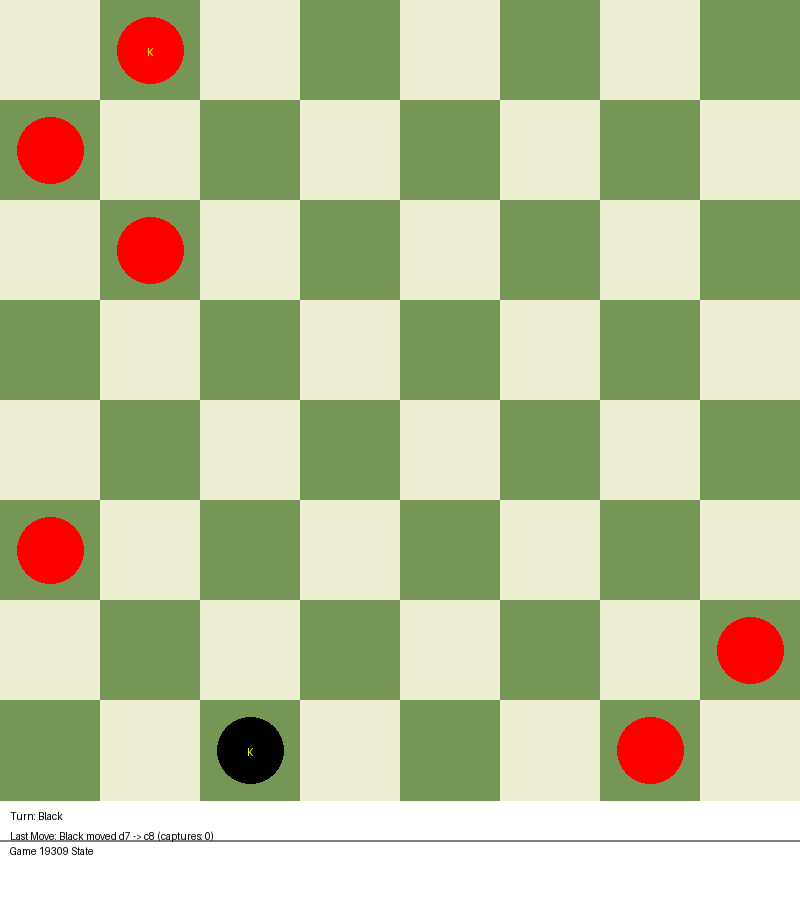 K
K
Turn: Black
Last Move: Black moved d7 -> c8 (captures: 0)
Game 19309 State